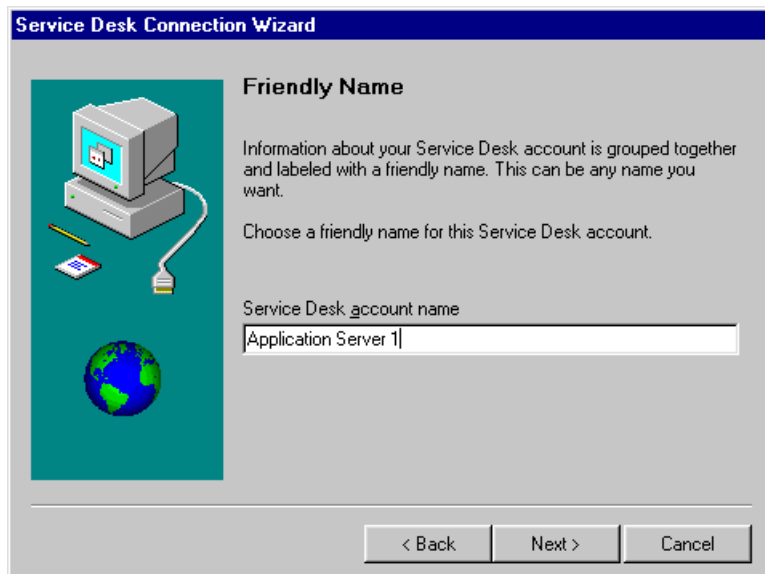 Service Desk Connection Wizard
Friendly Name
Information about your Service Desk account is grouped together
and labeled with a friendly name. This can be any name you
want.
Choose a friendly name for this Service Desk account.
Service Desk account name
Application Server 1
< Back
Next >
Cancel